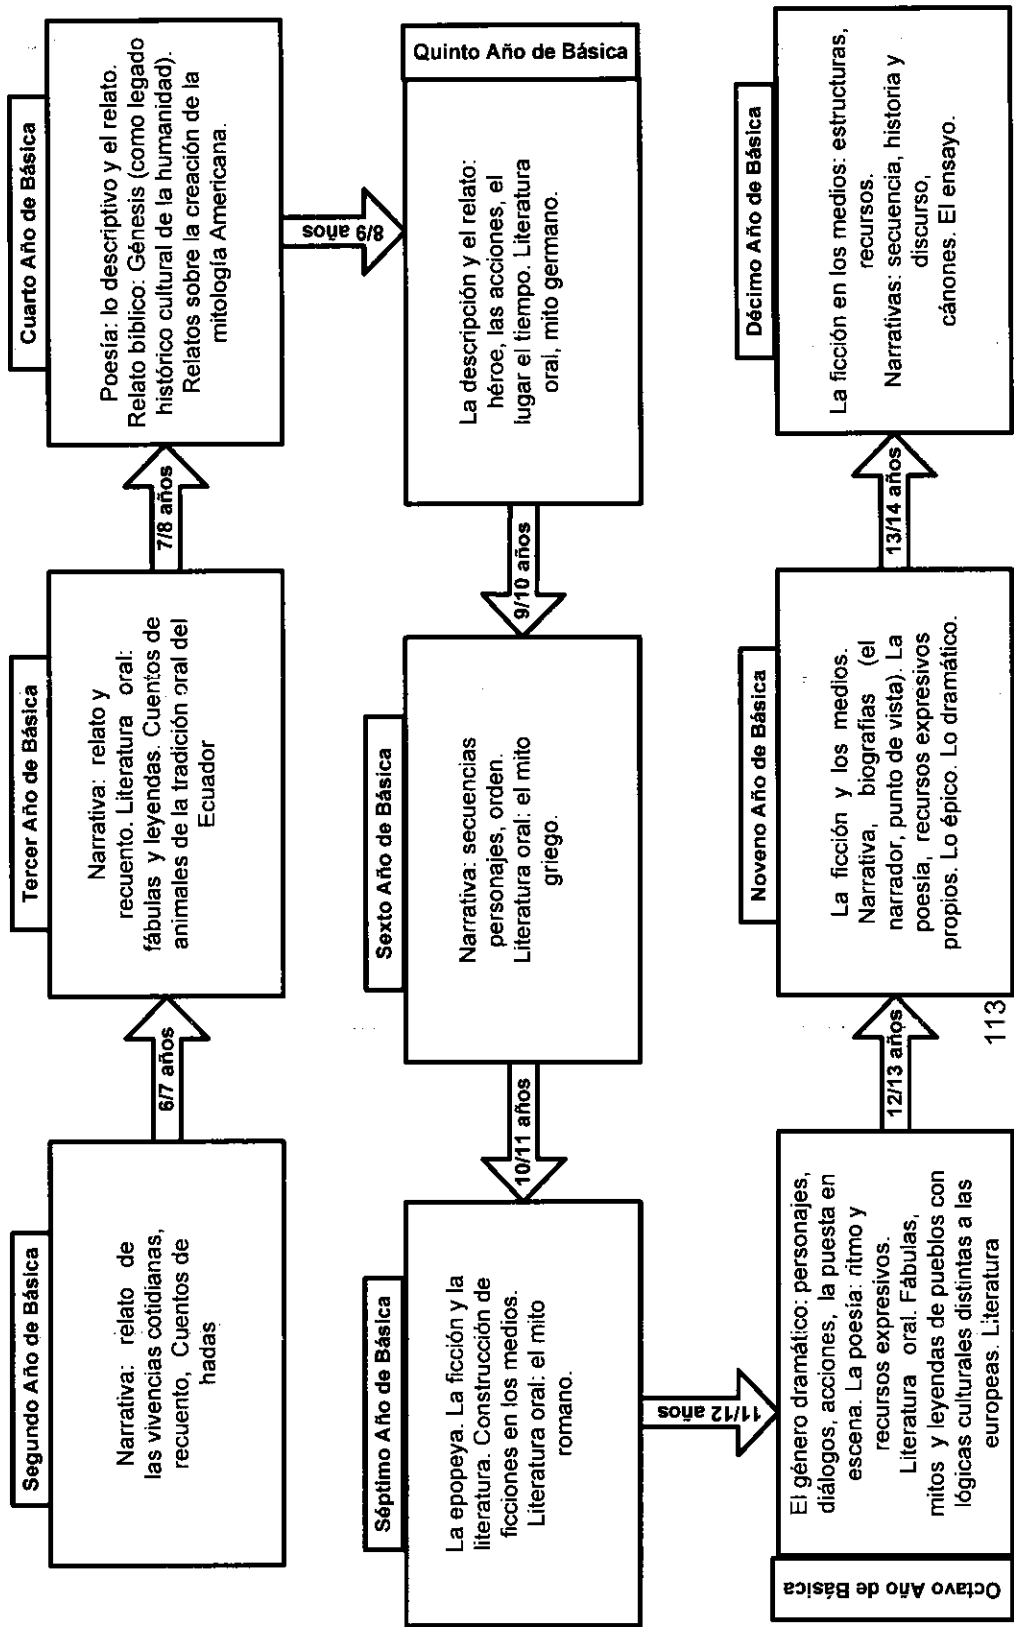 Segundo Año de Básica
Narrativa: relato de
las vivencias cotidianas,
recuento, Cuentos de
hadas
6/7 años
Tercer Año de Básica
Narrativa: relato y
recuento. Literatura oral:
fábulas y leyendas. Cuentos de
animales de la tradición oral del
Ecuador
7/8 años
Cuarto Año de Básica
Poesía: lo descriptivo y el relato.
Relato bíblico: Génesis (como legado
histórico cultural de la humanidad).
Relatos sobre la creación de la
mitología Americana.
8/9 años
Quinto Año de Básica
La descripción y el relato:
héroe, las acciones, el
lugar el tiempo. Literatura
oral, mito germano.
9/10 años
Sexto Año de Básica
Narrativa: secuencias
personajes, orden.
Literatura oral: el mito
griego.
10/11 años
Séptimo Año de Básica
La epopeya. La ficción y la
literatura. Construcción de
ficciones en los medios.
Literatura oral: el mito
romano.
11/12 años
Octavo Año de Básica
El género dramático: personajes,
diálogos, acciones, la puesta en
escena. La poesía: ritmo y
recursos expresivos.
Literatura oral. Fábulas,
mitos y leyendas de pueblos con
lógicas culturales distintas a las
europeas. Literatura
12/13 años
Noveno Año de Básica
La ficción y los medios.
Narrativa, biografías (el
narrador, punto de vista). La
poesía, recursos expresivos
propios. Lo épico. Lo dramático.
13/14 años
Décimo Año de Básica
La ficción en los medios: estructuras,
recursos.
Narrativas: secuencia, historia y
discurso,
cánones. El ensayo.
113